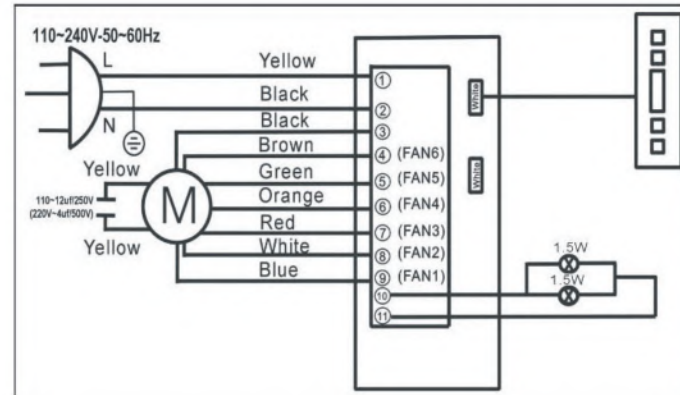 110~240V-50~60Hz
L
N
Yellow
Black
Black
Brown
Green
Orange
Red
White
Blue
Yellow
110~12uf/250V
(220V~4uf/500V)
Yellow
M
①
②
③
④ (FAN6)
⑤ (FAN5)
⑥ (FAN4)
⑦ (FAN3)
⑧ (FAN2)
⑨ (FAN1)
⑩
⑪
White
White
1.5W
1.5W